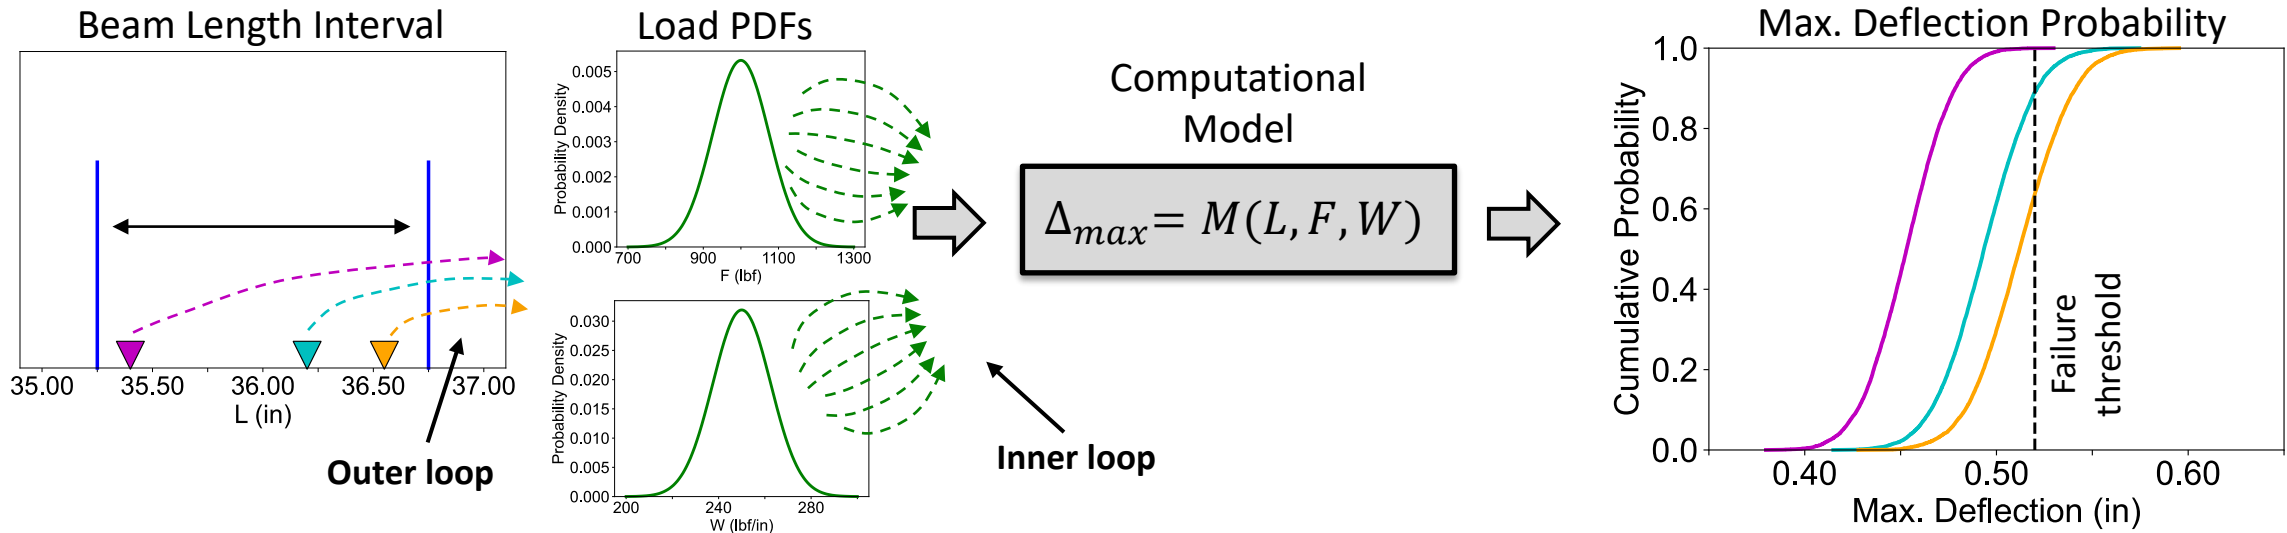 Beam Length Interval
35.00
35.50
36.00
36.50
37.00
L (in)
Outer loop
Load PDFs
Probability Density
0.005
0.004
0.003
0.002
0.001
0.000
700
900
1100
1300
F (lbf)
Probability Density
0.030
0.025
0.020
0.015
0.010
0.005
0.000
200
240
280
W (lbf/in)
Inner loop
Computational
Model
Δmax = M(L, F, W)
Max. Deflection Probability
Cumulative Probability
1.0
0.8
0.6
0.4
0.2
0.0
0.40
0.50
0.60
Max. Deflection (in)
Failure
threshold